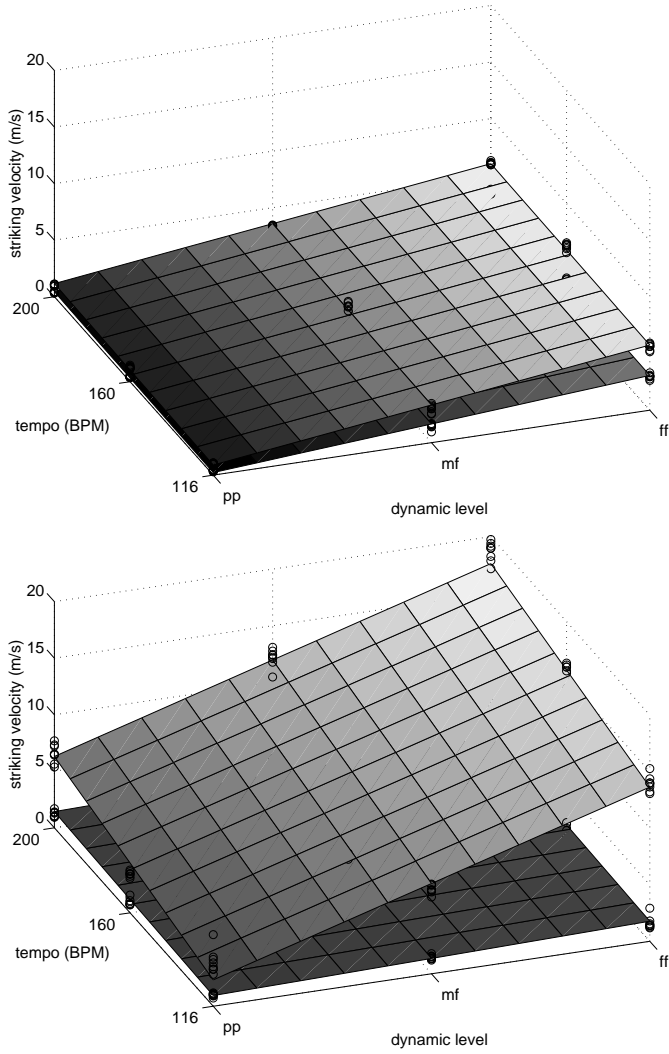 20
15
10
5
0
striking velocity (m/s)
200
160
116
tempo (BPM)
pp
mf
ff
dynamic level
20
15
10
5
0
striking velocity (m/s)
200
160
116
tempo (BPM)
pp
mf
ff
dynamic level